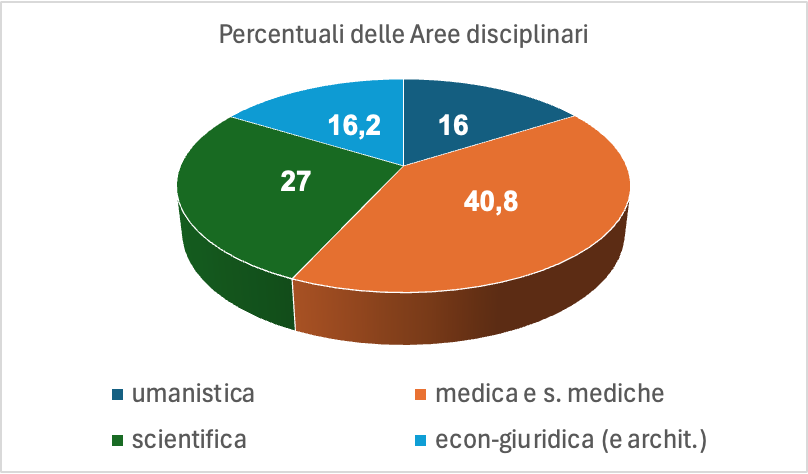 Percentuali delle Aree disciplinari
16,2
16
27
40,8
umanistica
medica e s. mediche
scientifica
econ-giuridica (e archit.)